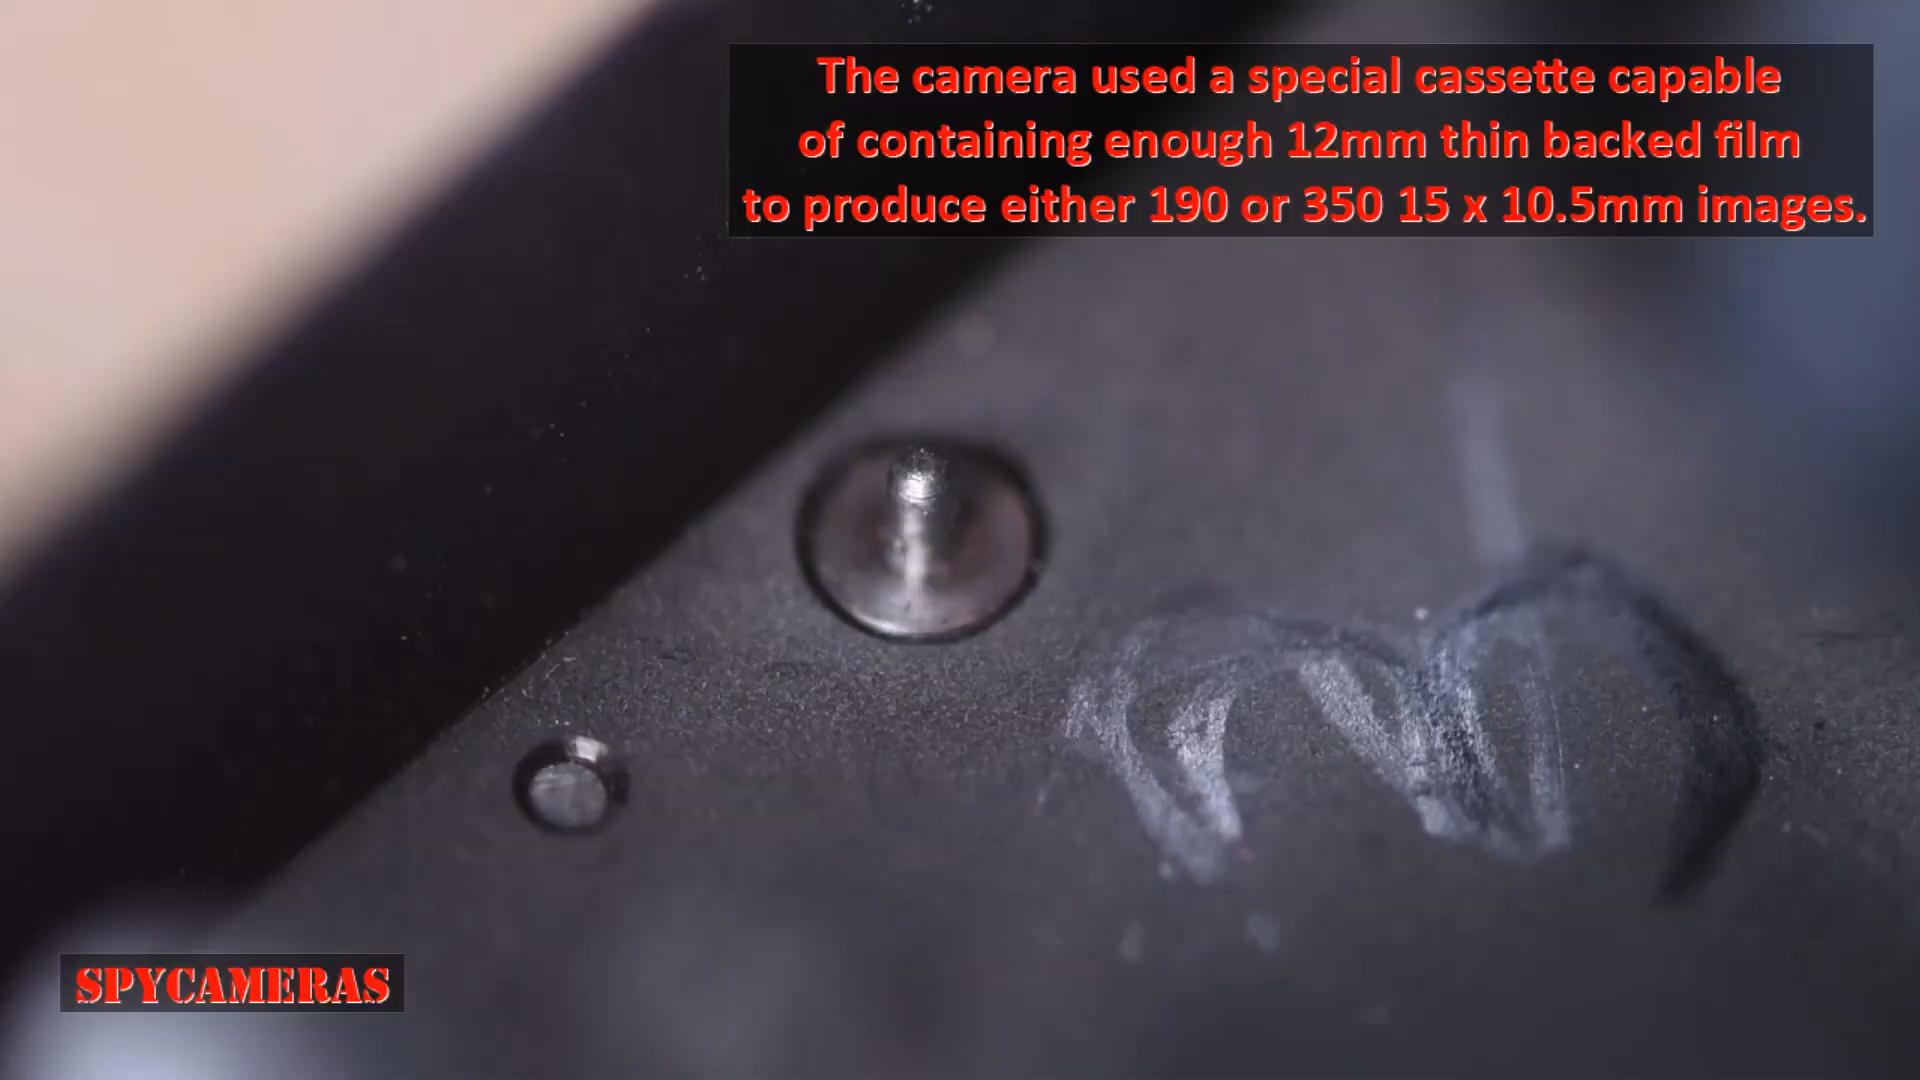 The camera used a special cassette capable
of containing enough 12mm thin backed film
to produce either 190 or 350 15 x 10.5mm images.
SPYCAMERAS